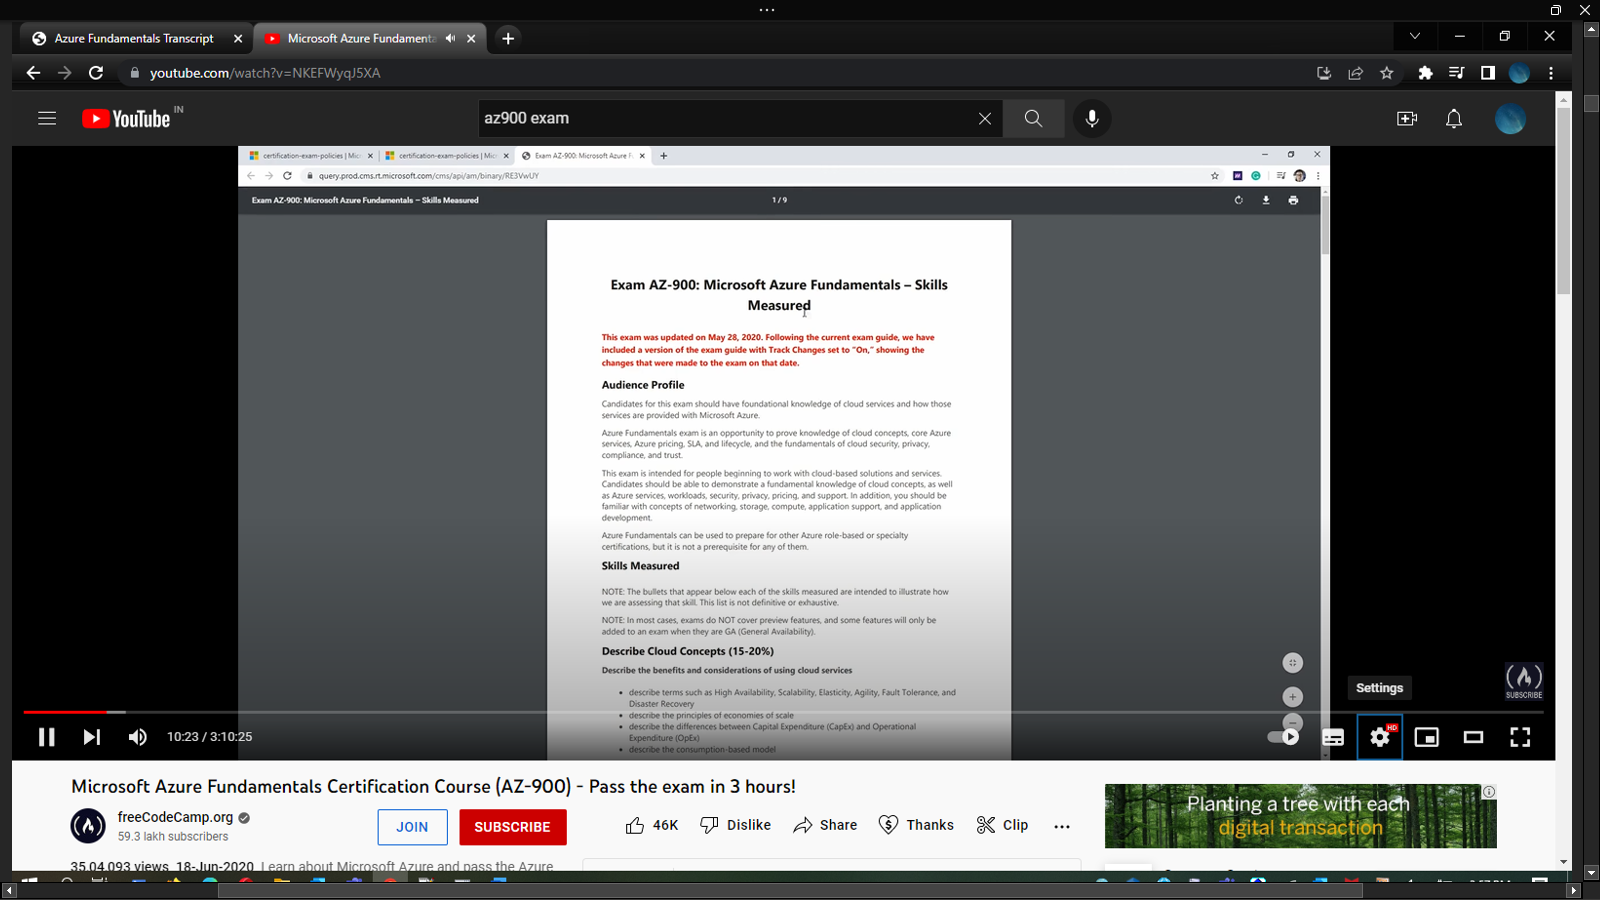 Azure Fundamentals Transcript
Microsoft Azure Fundamenta
youtube.com/watch?v=NKEFWyqJ5XA
YouTube IN
az900 exam
certification-exam-policies | Mic
certification-exam-policies | Mic
Exam AZ-900: Microsoft Azure F
query.prod.cms.rt.microsoft.com/cms/api/am/binary/RE3VwUY
Exam AZ-900: Microsoft Azure Fundamentals – Skills Measured
1 / 9
Exam AZ-900: Microsoft Azure Fundamentals – Skills
Measured
This exam was updated on May 28, 2020. Following the current exam guide, we have
included a version of the exam guide with Track Changes set to “On,” showing the
changes that were made to the exam on that date.
Audience Profile
Candidates for this exam should have foundational knowledge of cloud services and how those
services are provided with Microsoft Azure.
Azure Fundamentals exam is an opportunity to prove knowledge of cloud concepts, core Azure
services, Azure pricing, SLA, and lifecycle, and the fundamentals of cloud security, privacy,
compliance, and trust.
This exam is intended for people beginning to work with cloud-based solutions and services.
Candidates should be able to demonstrate a fundamental knowledge of cloud concepts, as well
as Azure services, workloads, security, privacy, pricing, and support. In addition, you should be
familiar with concepts of networking, storage, compute, application support, and application
development.
Azure Fundamentals can be used to prepare for other Azure role-based or specialty
certifications, but it is not a prerequisite for any of them.
Skills Measured
NOTE: The bullets that appear below each of the skills measured are intended to illustrate how
we are assessing that skill. This list is not definitive or exhaustive.
NOTE: In most cases, exams do NOT cover preview features, and some features will only be
added to an exam when they are GA (General Availability).
Describe Cloud Concepts (15-20%)
Describe the benefits and considerations of using cloud services
• describe terms such as High Availability, Scalability, Elasticity, Agility, Fault Tolerance, and
Disaster Recovery
• describe the principles of economies of scale
• describe the differences between Capital Expenditure (CapEx) and Operational
Expenditure (OpEx)
• describe the consumption-based model
Settings
SUBSCRIBE
10:23 / 3:10:25
HD
Microsoft Azure Fundamentals Certification Course (AZ-900) - Pass the exam in 3 hours!
freeCodeCamp.org
59.3 lakh subscribers
JOIN
SUBSCRIBE
46K
Dislike
Share
Thanks
Clip
Planting a tree with each
digital transaction
35,04,093 views 18-Jun-2020 Learn about Microsoft Azure and pass the Azure